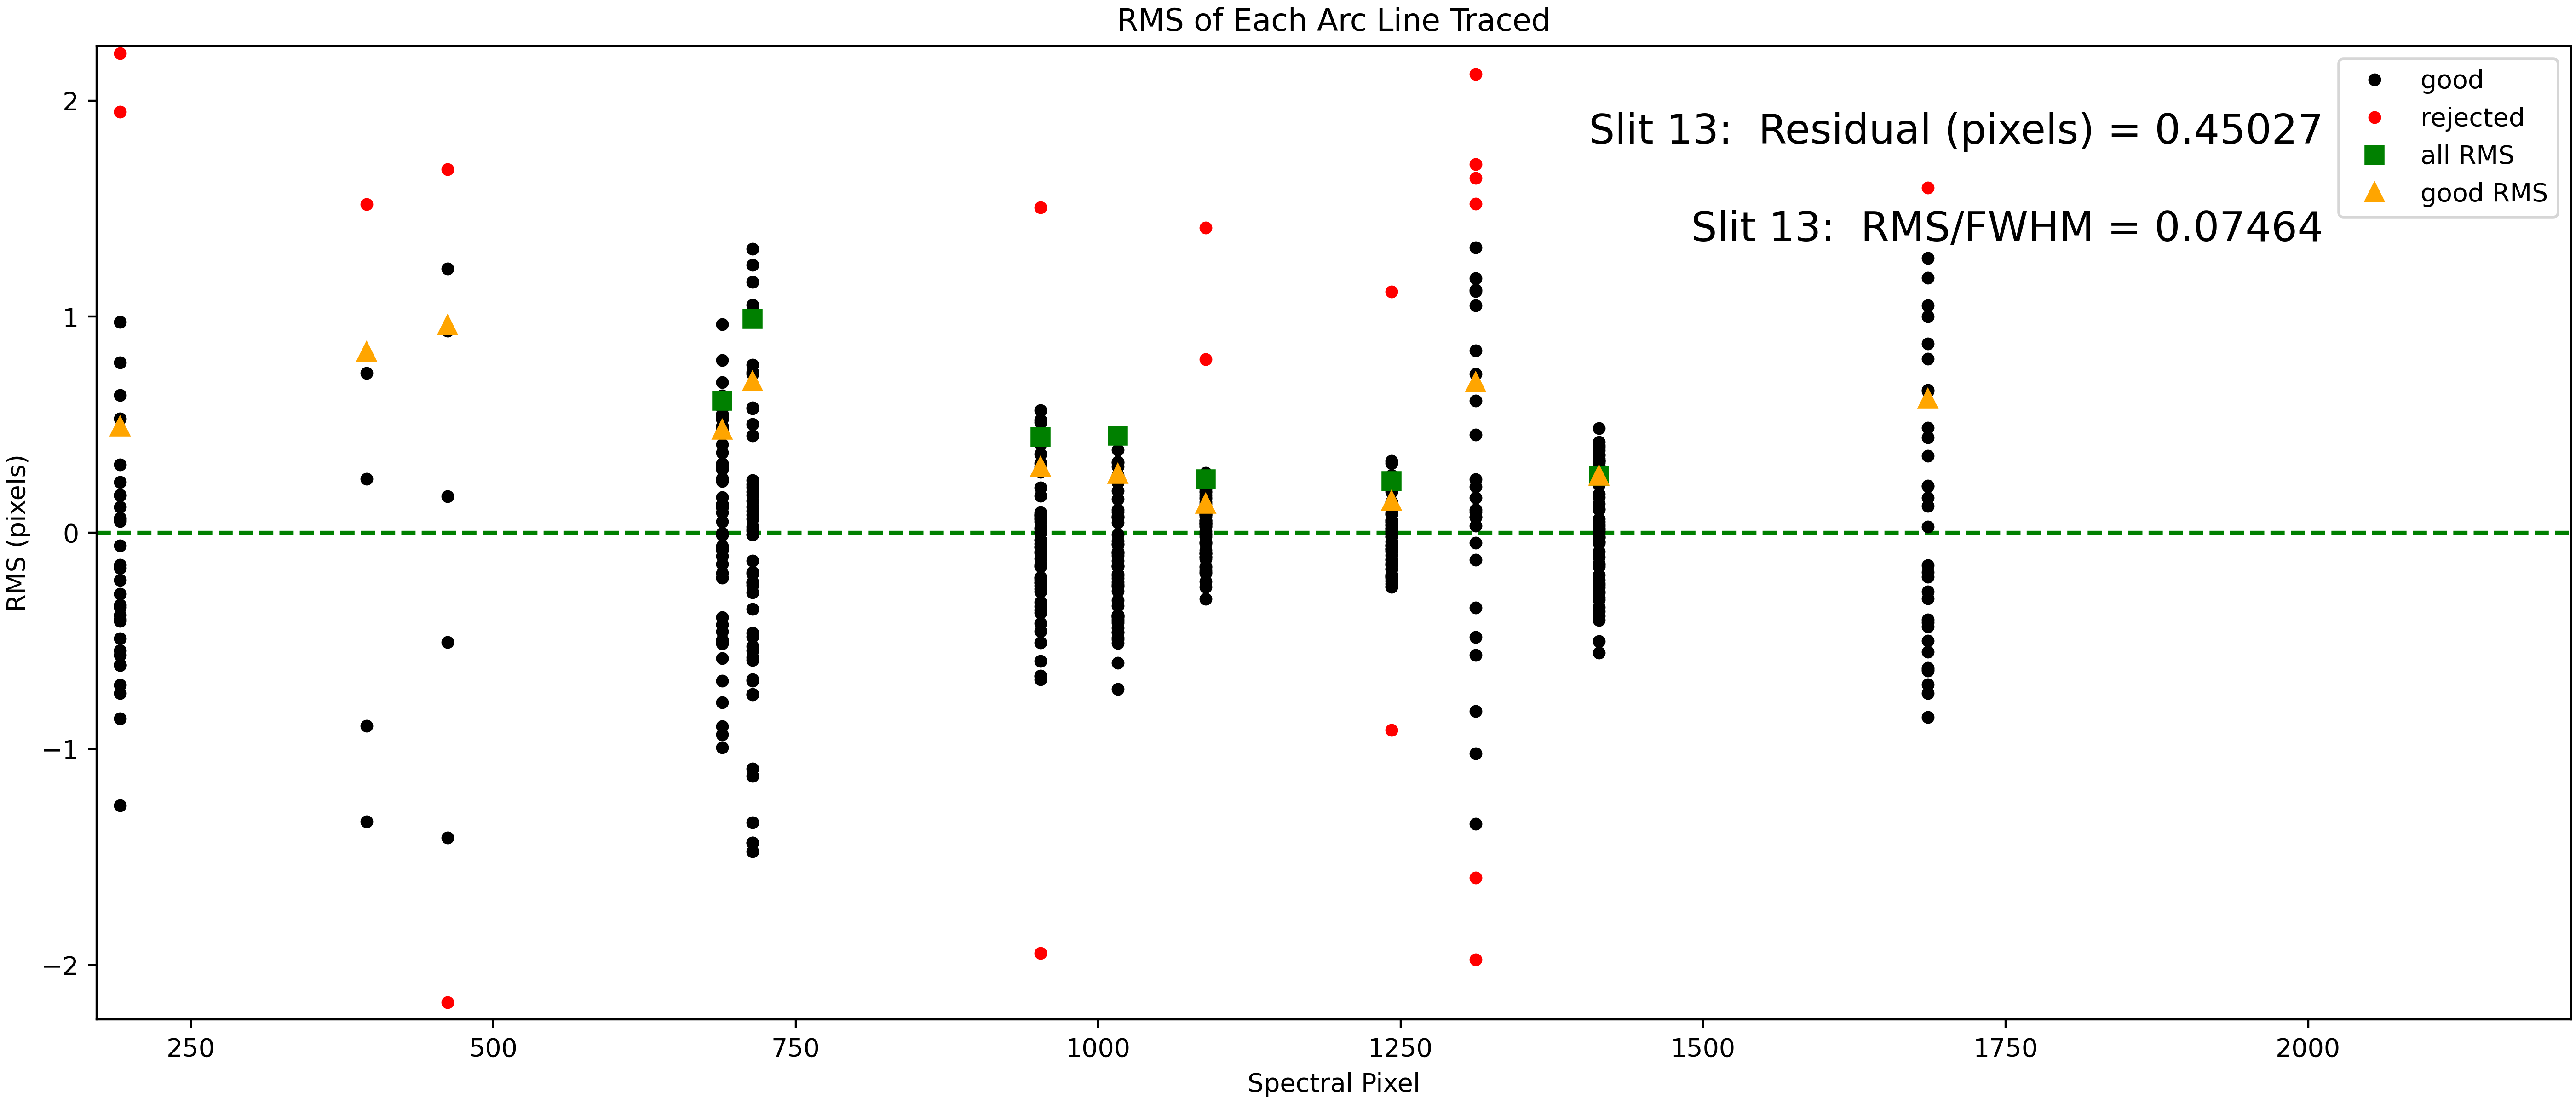 RMS of Each Arc Line Traced
good
rejected
all RMS
good RMS
Slit 13:  Residual (pixels) = 0.45027
Slit 13:  RMS/FWHM = 0.07464
RMS (pixels)
2
1
0
−1
−2
250 500 750 1000 1250 1500 1750 2000
Spectral Pixel